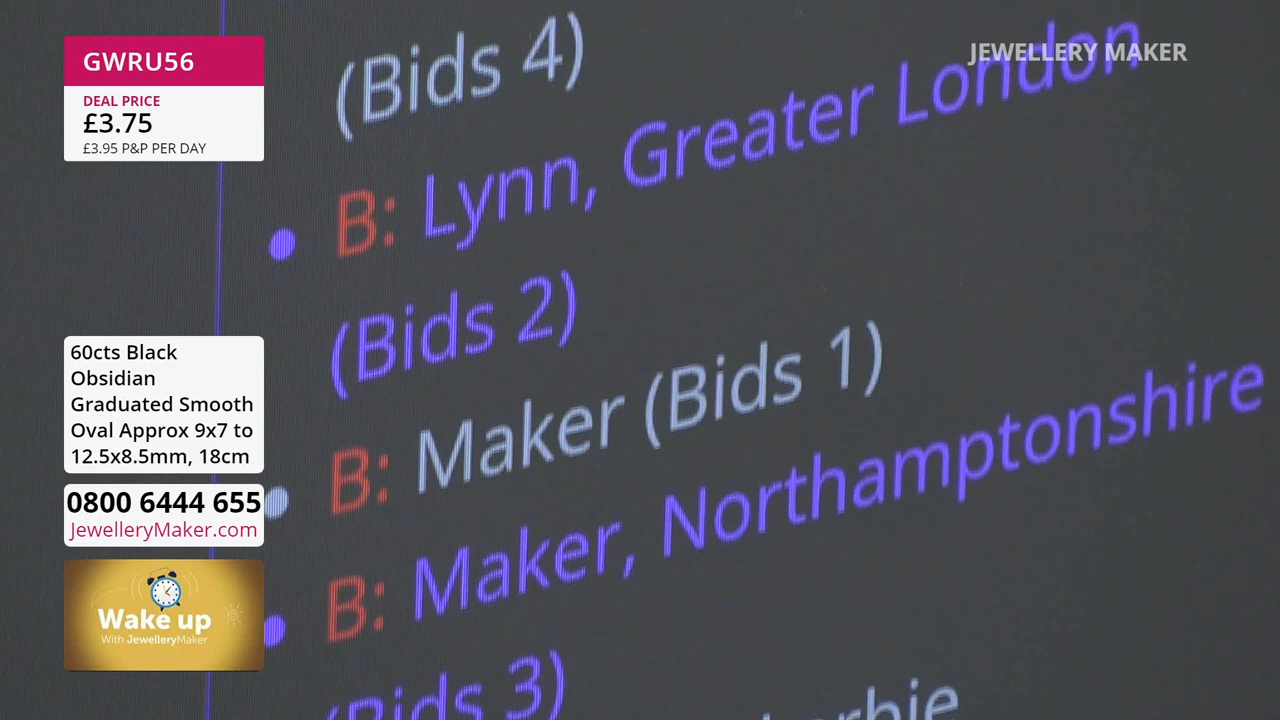 GWRU56
DEAL PRICE
£3.75
£3.95 P&P PER DAY
60cts Black
Obsidian
Graduated Smooth
Oval Approx 9x7 to
12.5x8.5mm, 18cm
0800 6444 655
JewelleryMaker.com
Wake up
With JewelleryMaker
JEWELLERY MAKER
(Bids 4)
B: Lynn, Greater London
(Bids 2)
B: Maker (Bids 1)
B: Maker, Northamptonshire
(Bids 3)